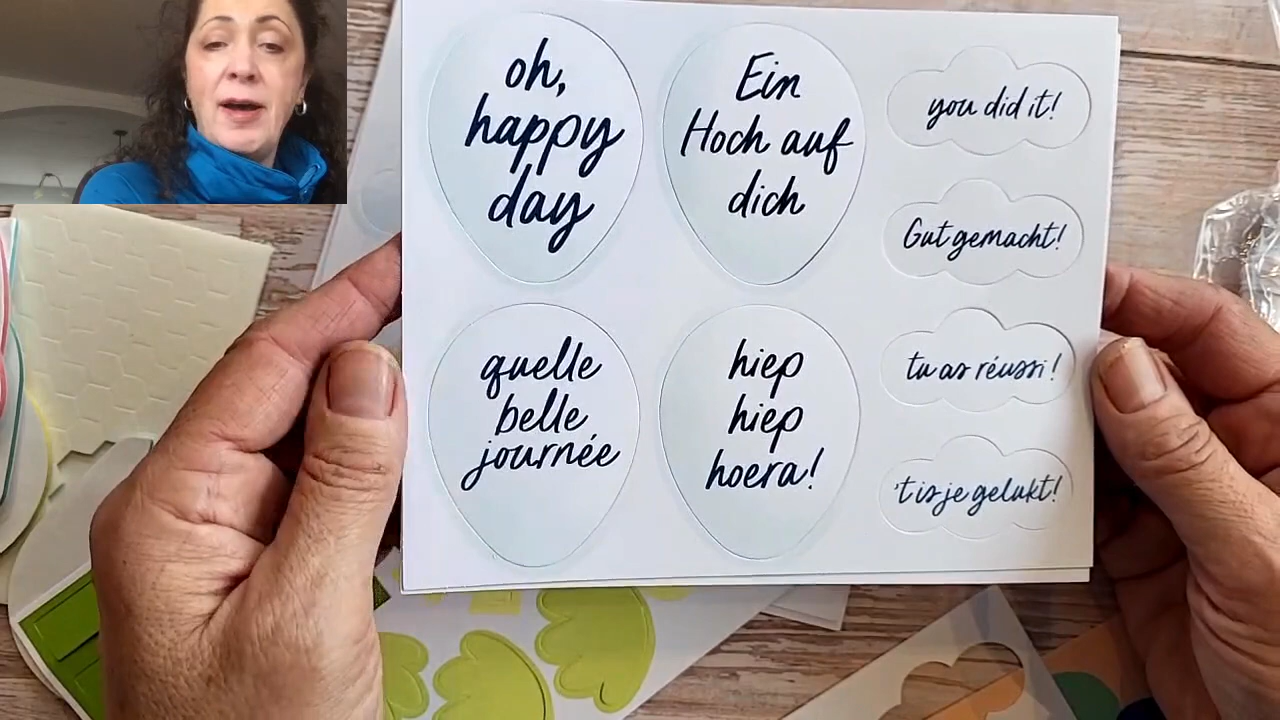 oh,
happy
day
Ein
Hoch auf
dich
you did it!
Gut gemacht!
quelle
belle
journée
hiep
hiep
hoera!
tu as réussi !
't is je gelukt!